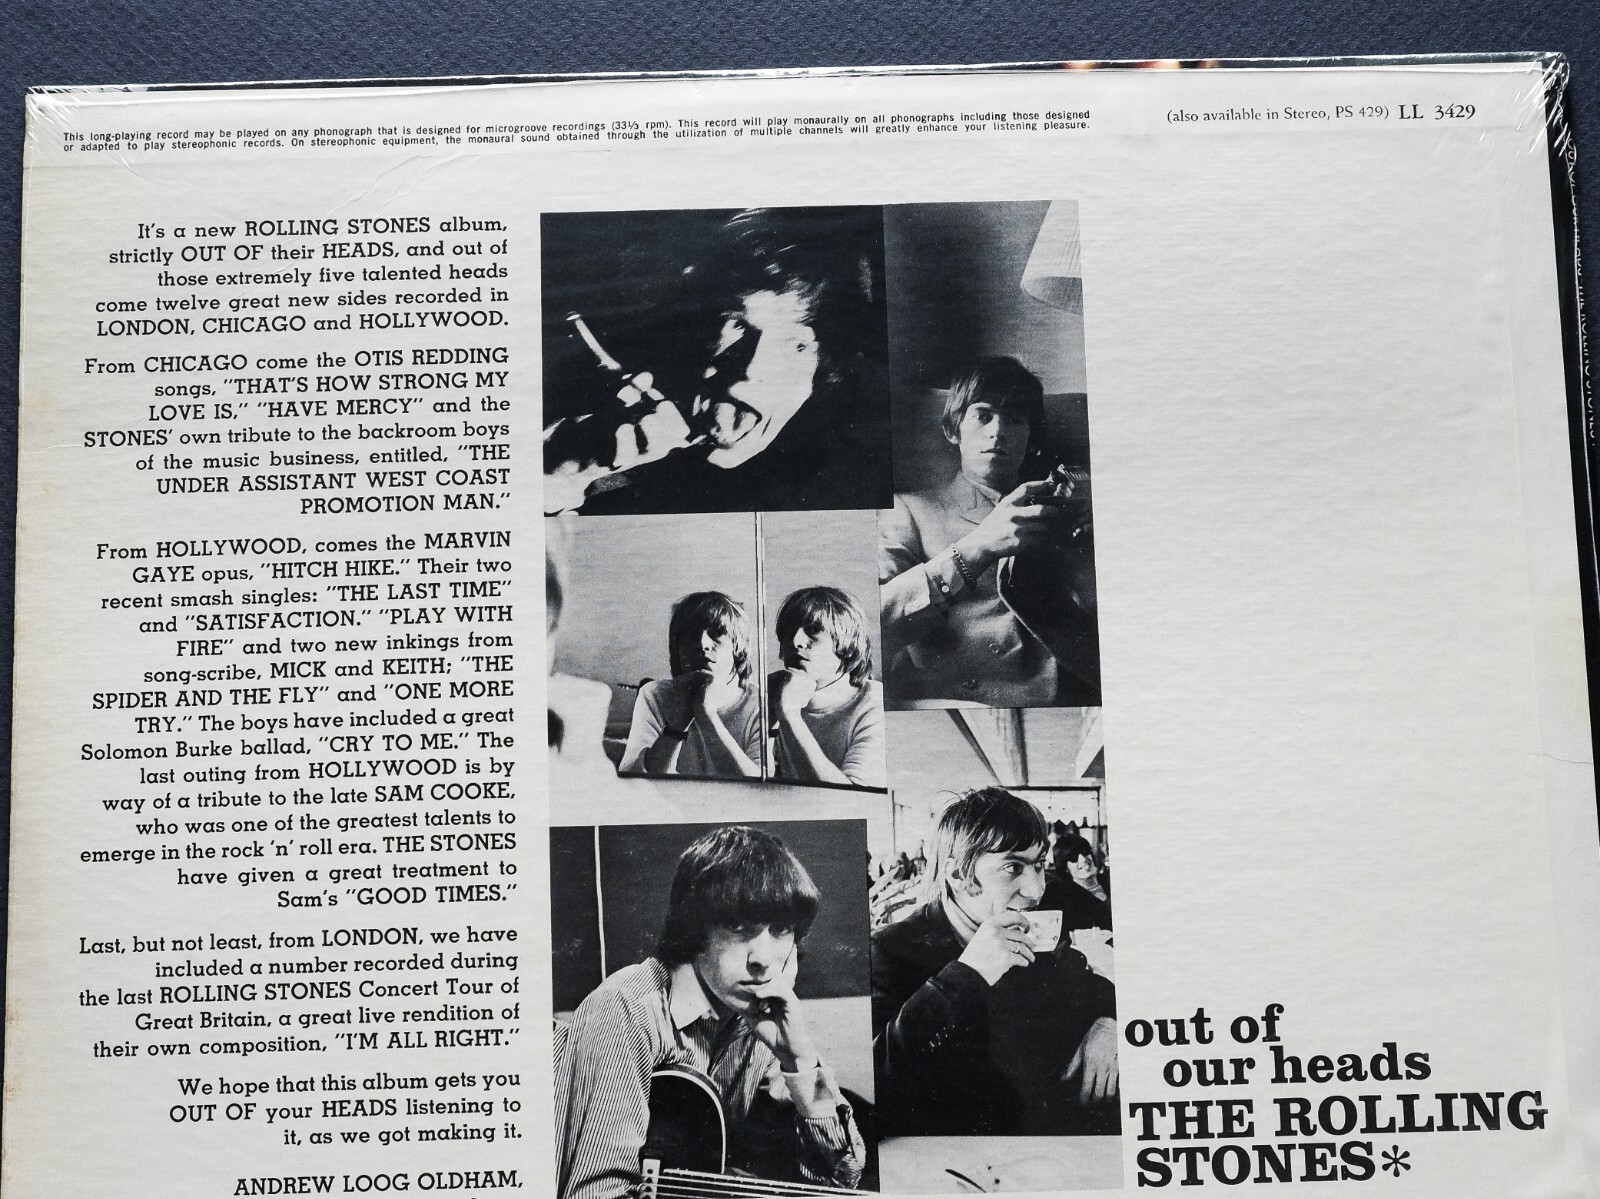 This long-playing record may be played on any phonograph that is designed for microgroove recordings (33⅓ rpm). This record will play monaurally on all phonographs including those designed
or adapted to play stereophonic records. On stereophonic equipment, the monaural sound obtained through the utilization of multiple channels will greatly enhance your listening pleasure.
(also available in Stereo, PS 429) LL 3429
It's a new ROLLING STONES album,
strictly OUT OF their HEADS, and out of
those extremely five talented heads
come twelve great new sides recorded in
LONDON, CHICAGO and HOLLYWOOD.
From CHICAGO come the OTIS REDDING
songs, "THAT'S HOW STRONG MY
LOVE IS," "HAVE MERCY" and the
STONES' own tribute to the backroom boys
of the music business, entitled, "THE
UNDER ASSISTANT WEST COAST
PROMOTION MAN."
From HOLLYWOOD, comes the MARVIN
GAYE opus, "HITCH HIKE." Their two
recent smash singles: "THE LAST TIME"
and "SATISFACTION." "PLAY WITH
FIRE" and two new inkings from
song-scribe, MICK and KEITH; "THE
SPIDER AND THE FLY" and "ONE MORE
TRY." The boys have included a great
Solomon Burke ballad, "CRY TO ME." The
last outing from HOLLYWOOD is by
way of a tribute to the late SAM COOKE,
who was one of the greatest talents to
emerge in the rock 'n' roll era. THE STONES
have given a great treatment to
Sam's "GOOD TIMES."
Last, but not least, from LONDON, we have
included a number recorded during
the last ROLLING STONES Concert Tour of
Great Britain, a great live rendition of
their own composition, "I'M ALL RIGHT."
We hope that this album gets you
OUT OF your HEADS listening to
it, as we got making it.
ANDREW LOOG OLDHAM,
out of
our heads
THE ROLLING
STONES*